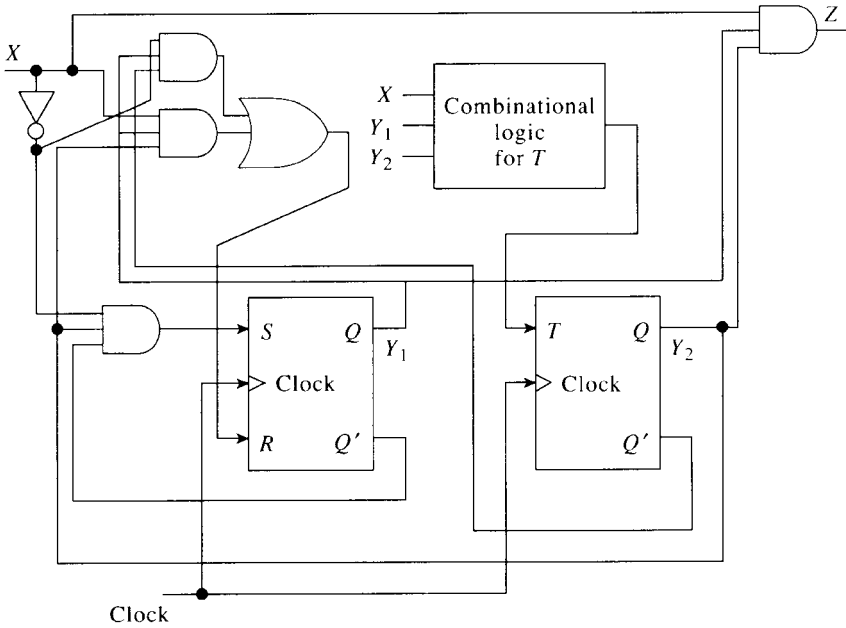 Z
X
X
Y₁
Y₂
Combinational
logic
for T
S
Q
Y₁
Clock
R
Q′
T
Q
Y₂
Clock
Q′
Clock